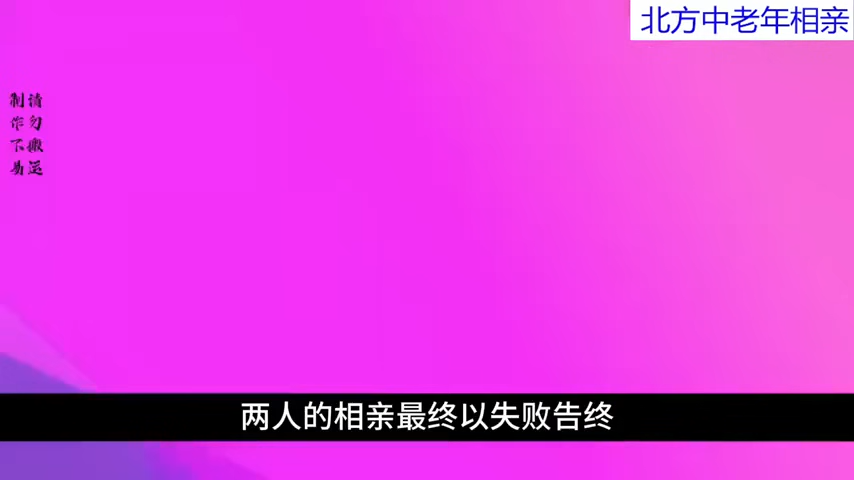 北方中老年相亲
制作不易
请勿搬运
两人的相亲最终以失败告终